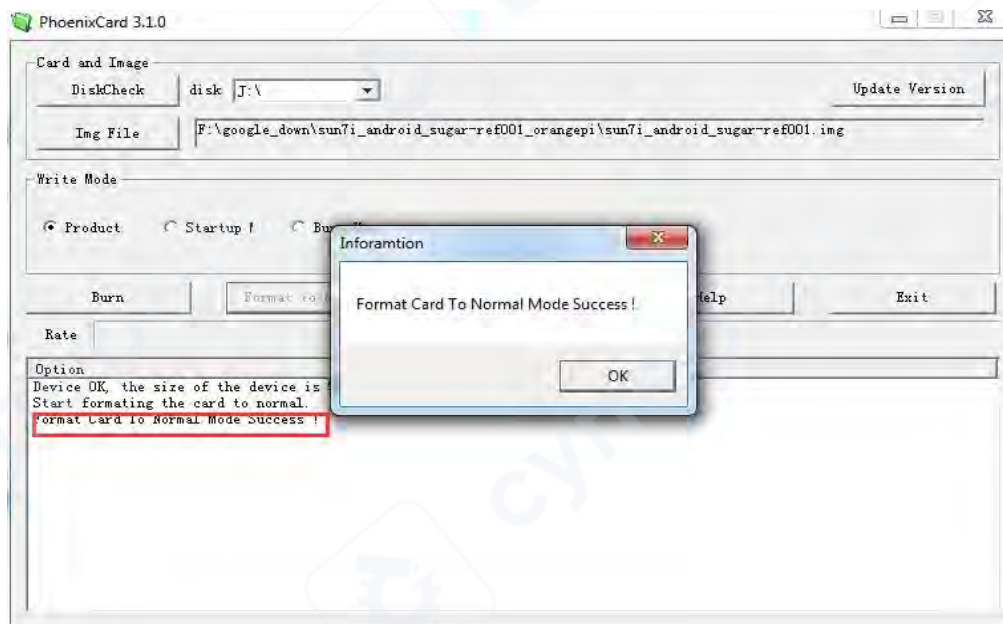 PhoenixCard 3.1.0
Card and Image
DiskCheck disk J:\ Update Version
Img File F:\google_down\sun7i_android_sugar-ref001_orangepi\sun7i_android_sugar-ref001.img
Write Mode
Product Startup !
Inforamtion
Format Card To Normal Mode Success !
OK
Burn Format to Help Exit
Rate
Option
Device OK, the size of the device is
Start formating the card to normal.
Format Card To Normal Mode Success !